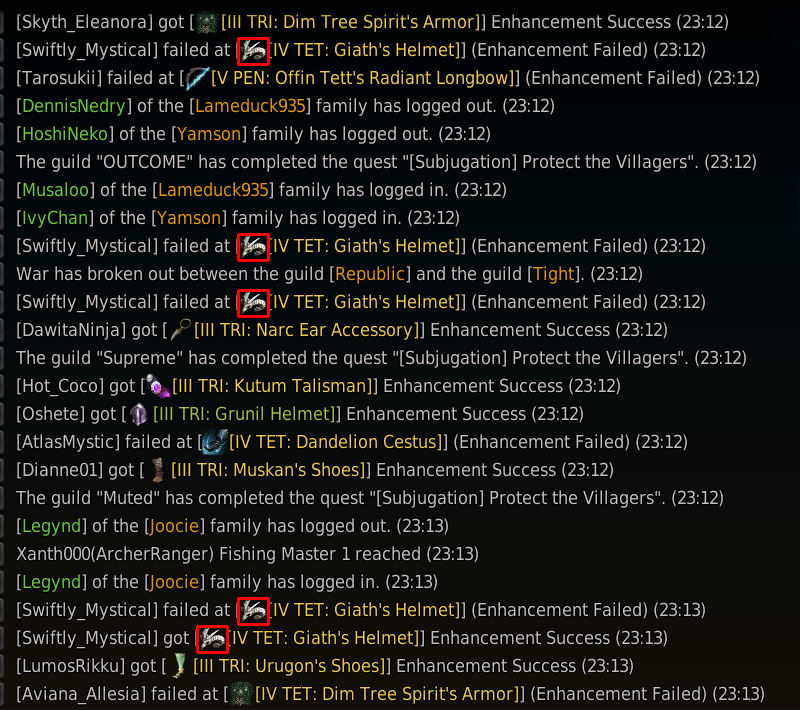 [Skyth_Eleanora] got [[III TRI: Dim Tree Spirit's Armor]] Enhancement Success (23:12)
[Swiftly_Mystical] failed at [[IV TET: Giath's Helmet]] (Enhancement Failed) (23:12)
[Tarosukii] failed at [[V PEN: Offin Tett's Radiant Longbow]] (Enhancement Failed) (23:12)
[DennisNedry] of the [Lameduck935] family has logged out. (23:12)
[HoshiNeko] of the [Yamson] family has logged out. (23:12)
The guild "OUTCOME" has completed the quest "[Subjugation] Protect the Villagers". (23:12)
[Musaloo] of the [Lameduck935] family has logged in. (23:12)
[IvyChan] of the [Yamson] family has logged in. (23:12)
[Swiftly_Mystical] failed at [[IV TET: Giath's Helmet]] (Enhancement Failed) (23:12)
War has broken out between the guild [Republic] and the guild [Tight]. (23:12)
[Swiftly_Mystical] failed at [[IV TET: Giath's Helmet]] (Enhancement Failed) (23:12)
[DawitaNinja] got [[III TRI: Narc Ear Accessory]] Enhancement Success (23:12)
The guild "Supreme" has completed the quest "[Subjugation] Protect the Villagers". (23:12)
[Hot_Coco] got [[III TRI: Kutum Talisman]] Enhancement Success (23:12)
[Oshete] got [[III TRI: Grunil Helmet]] Enhancement Success (23:12)
[AtlasMystic] failed at [[IV TET: Dandelion Cestus]] (Enhancement Failed) (23:12)
[Dianne01] got [[III TRI: Muskan's Shoes]] Enhancement Success (23:12)
The guild "Muted" has completed the quest "[Subjugation] Protect the Villagers". (23:12)
[Legynd] of the [Joocie] family has logged out. (23:13)
Xanth000(ArcherRanger) Fishing Master 1 reached (23:13)
[Legynd] of the [Joocie] family has logged in. (23:13)
[Swiftly_Mystical] failed at [[IV TET: Giath's Helmet]] (Enhancement Failed) (23:13)
[Swiftly_Mystical] got [[IV TET: Giath's Helmet]] Enhancement Success (23:13)
[LumosRikku] got [[III TRI: Urugon's Shoes]] Enhancement Success (23:13)
[Aviana_Allesia] failed at [[IV TET: Dim Tree Spirit's Armor]] (Enhancement Failed) (23:13)